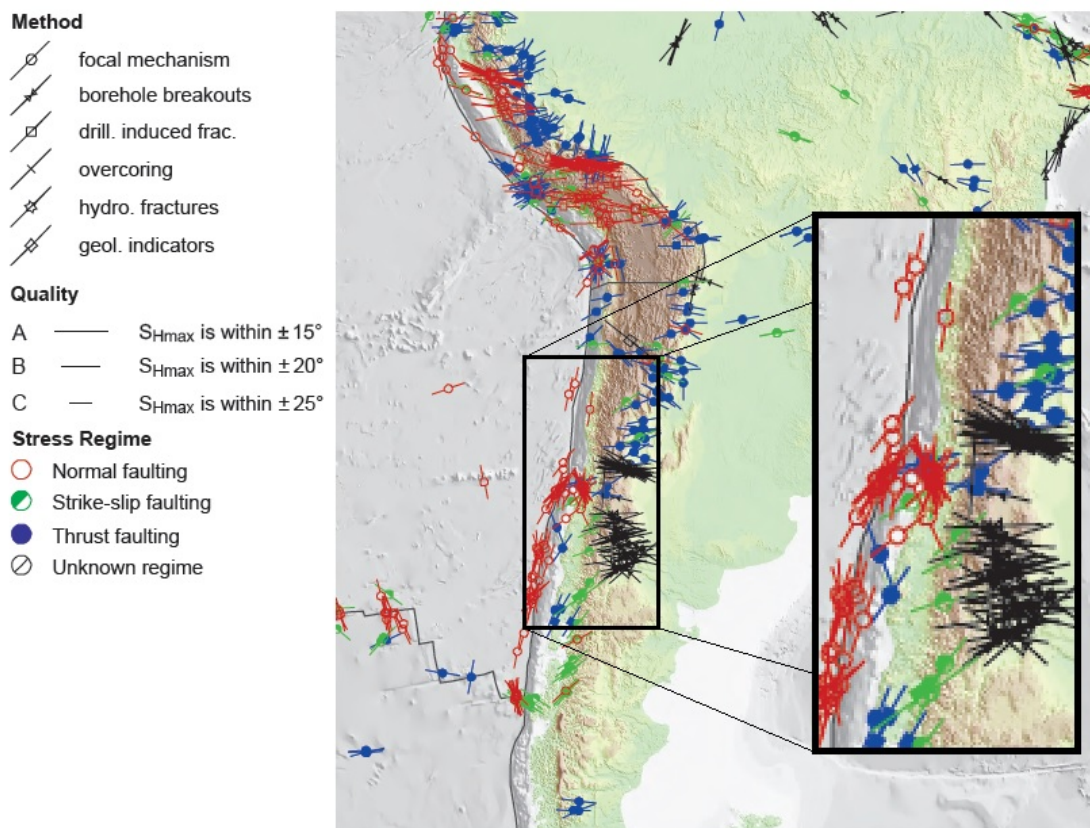 Method
focal mechanism
borehole breakouts
drill. induced frac.
overcoring
hydro. fractures
geol. indicators
Quality
A SHmax is within ± 15°
B SHmax is within ± 20°
C SHmax is within ± 25°
Stress Regime
Normal faulting
Strike-slip faulting
Thrust faulting
Unknown regime